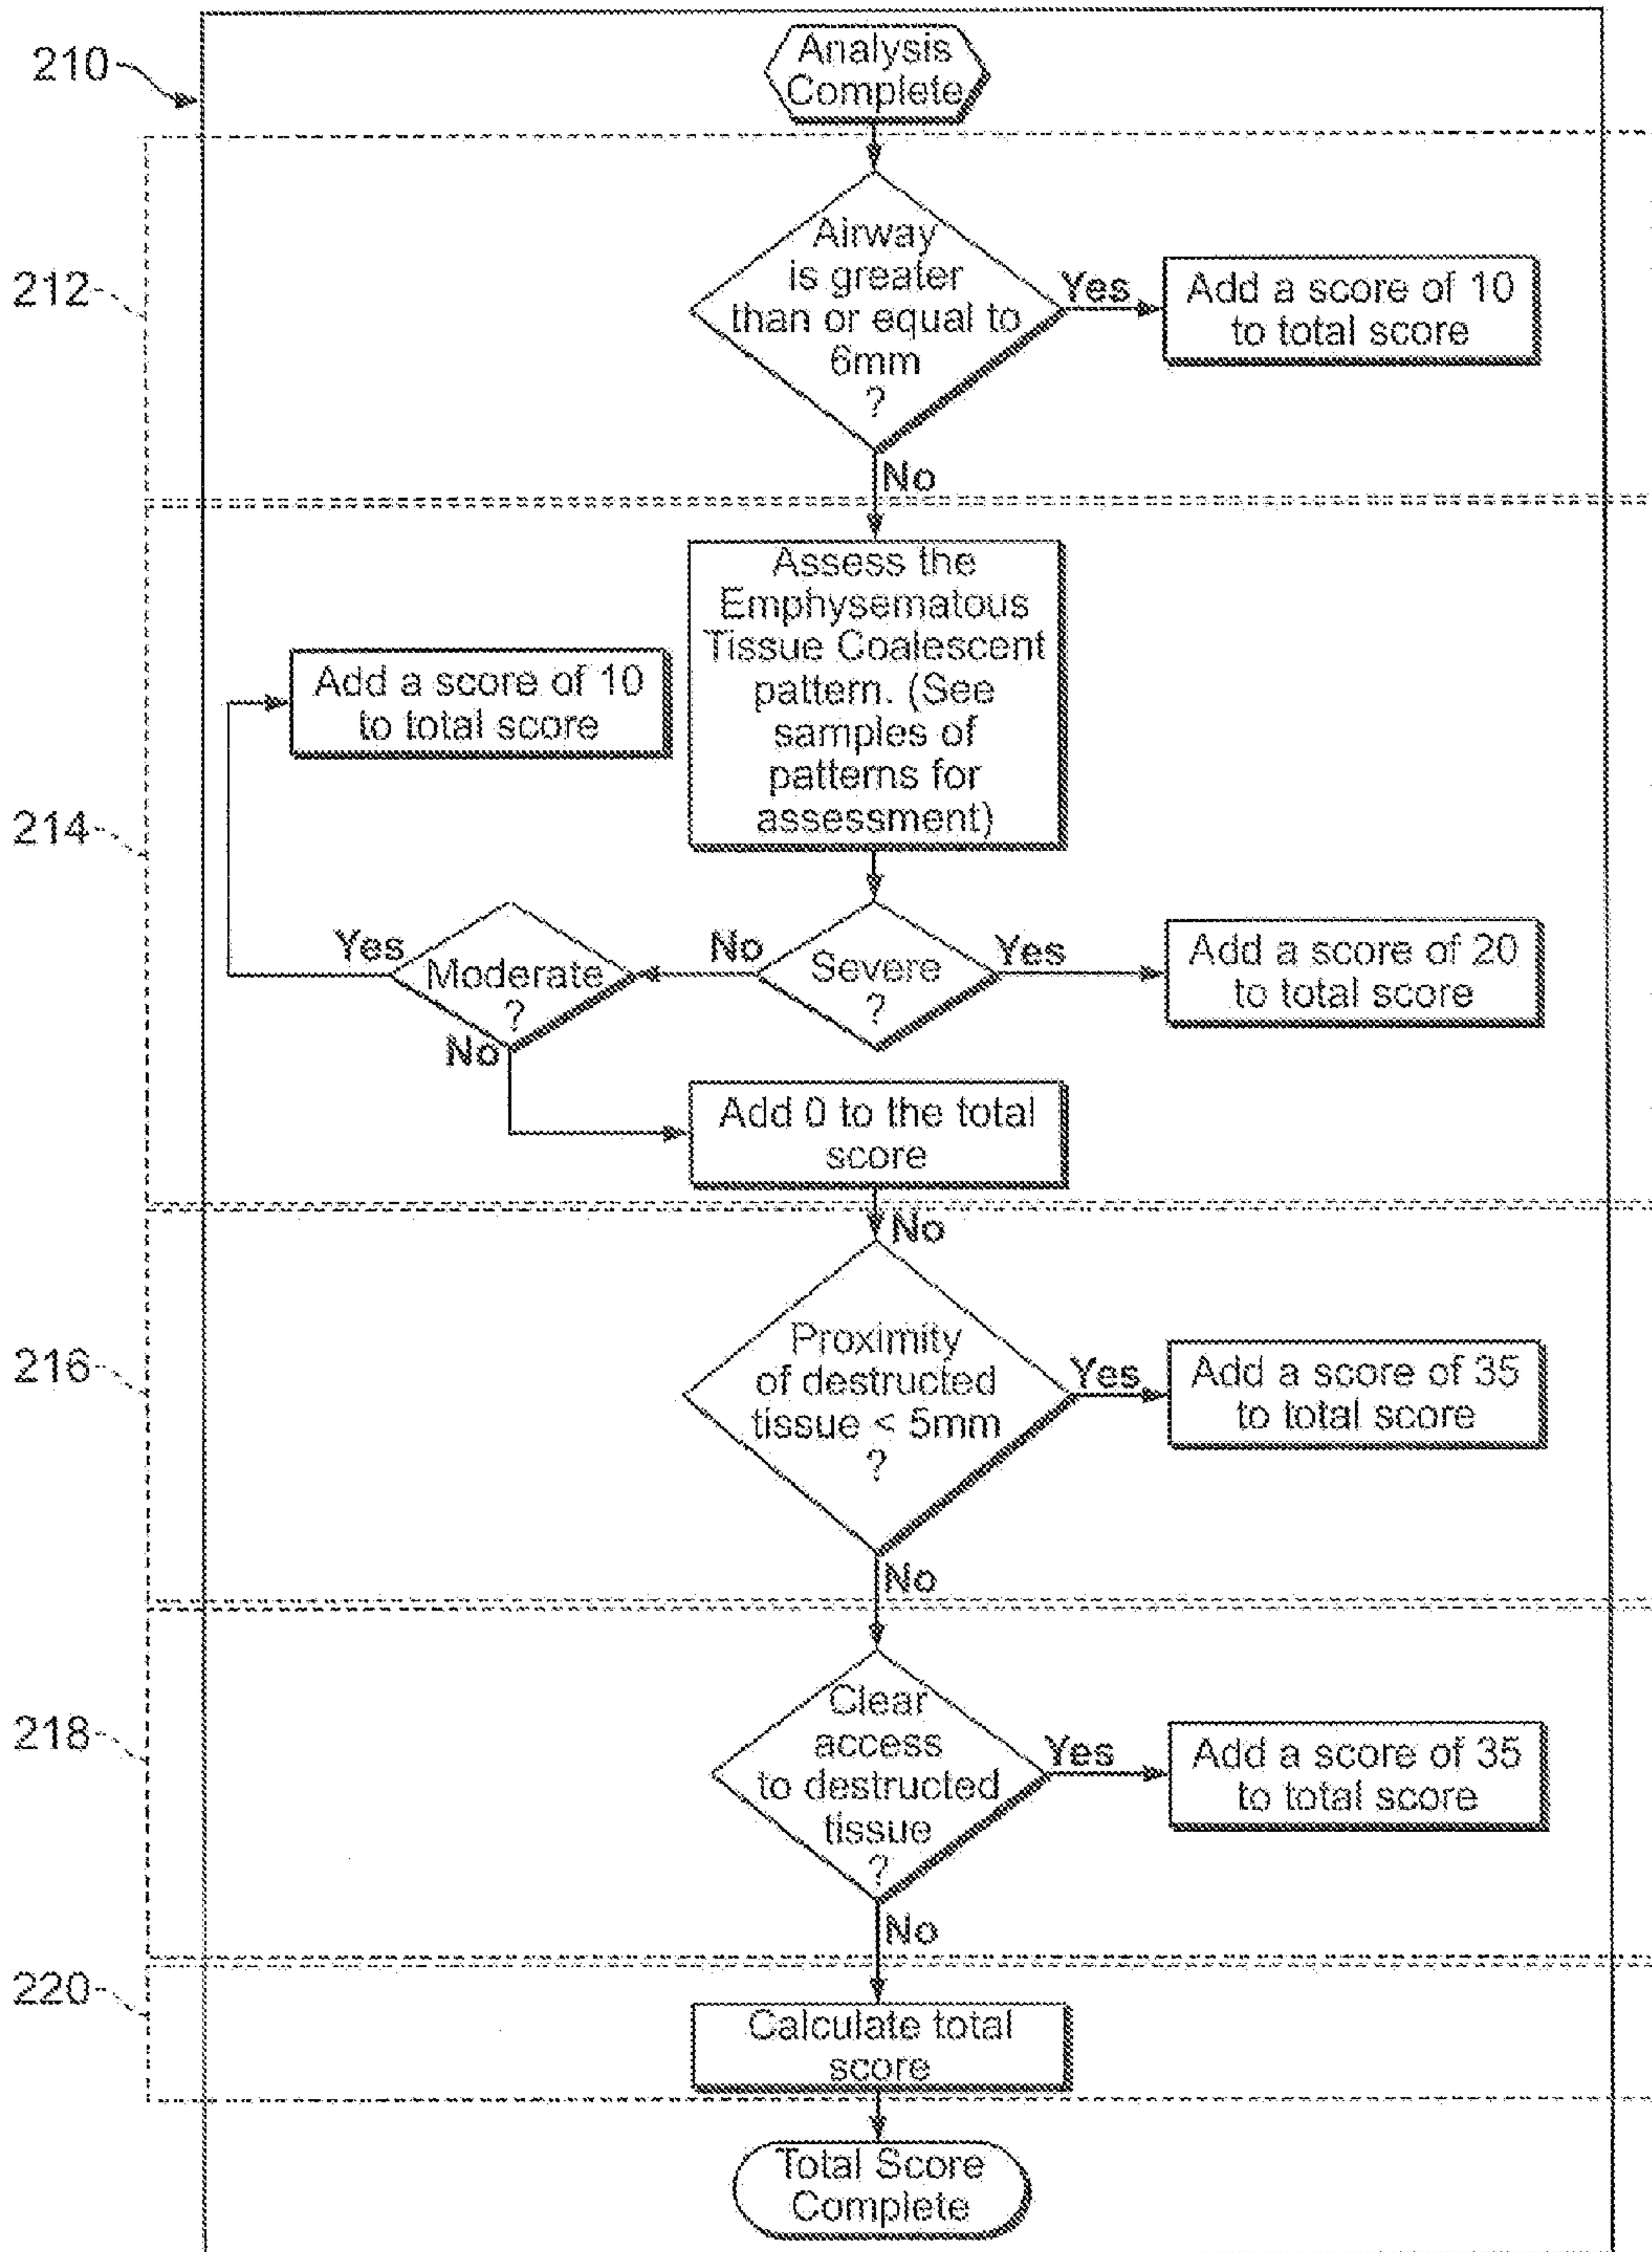 210
Analysis
Complete
212
Airway
is greater
than or equal to
6mm
?
Yes
Add a score of 10
to total score
No
214
Assess the
Emphysematous
Tissue Coalescent
pattern. (See
samples of
patterns for
assessment)
Add a score of 10
to total score
Yes
Moderate
?
No
Severe
?
Yes
Add a score of 20
to total score
No
Add 0 to the total
score
No
216
Proximity
of destructed
tissue < 5mm
?
Yes
Add a score of 35
to total score
No
218
Clear
access
to destructed
tissue
?
Yes
Add a score of 35
to total score
No
220
Calculate total
score
Total Score
Complete